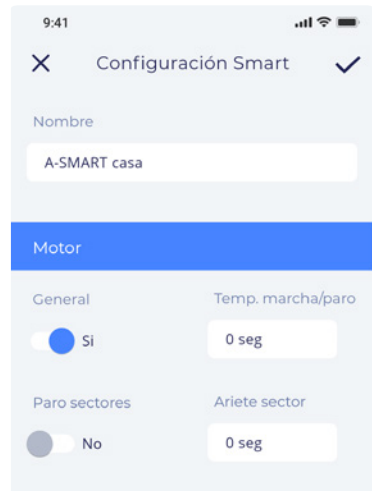 9:41
Configuración Smart
Nombre
A-SMART casa
Motor
General
Temp. marcha/paro
Si
0 seg
Paro sectores
Ariete sector
No
0 seg